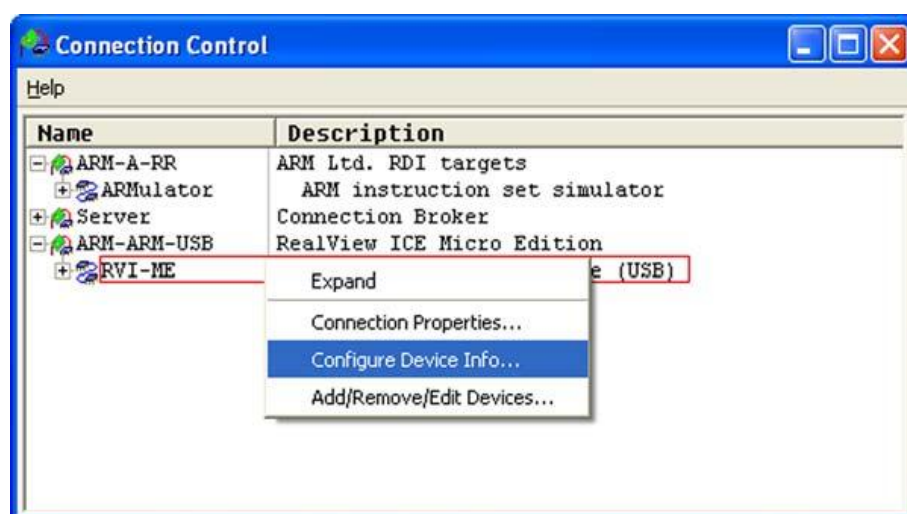 Connection Control
Help
Name Description
ARM-A-RR ARM Ltd. RDI targets
ARMulator ARM instruction set simulator
Server Connection Broker
ARM-ARM-USB RealView ICE Micro Edition
RVI-ME (USB)
Expand
Connection Properties...
Configure Device Info...
Add/Remove/Edit Devices...